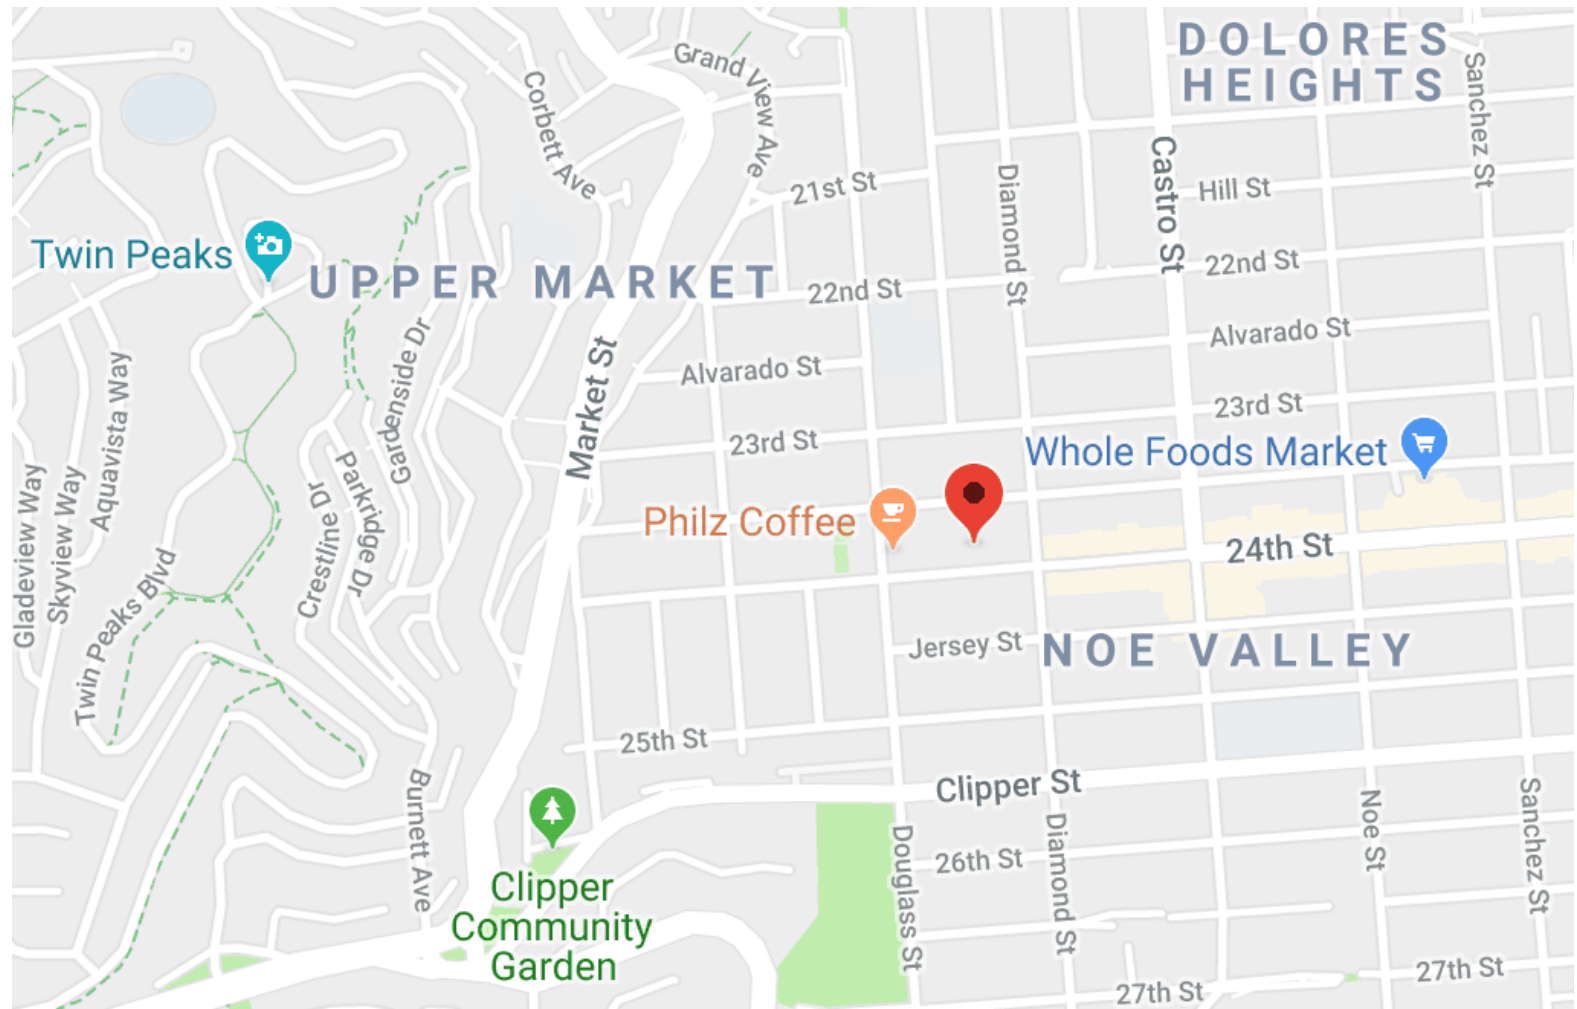 DOLORES
HEIGHTS
Grand View Ave
Corbett Ave
Sanchez St
Castro St
Diamond St
21st St
Hill St
Twin Peaks
UPPER MARKET
22nd St
22nd St
Alvarado St
Alvarado St
Market St
Gardenside Dr
Aquavista Way
23rd St
23rd St
Whole Foods Market
Philz Coffee
Gladeview Way
Skyview Way
Parkridge Dr
Crestline Dr
24th St
Twin Peaks Blvd
Jersey St
NOE VALLEY
25th St
Clipper St
Burnett Ave
Noe St
Sanchez St
Diamond St
Douglass St
26th St
Clipper
Community
Garden
27th St
27th St